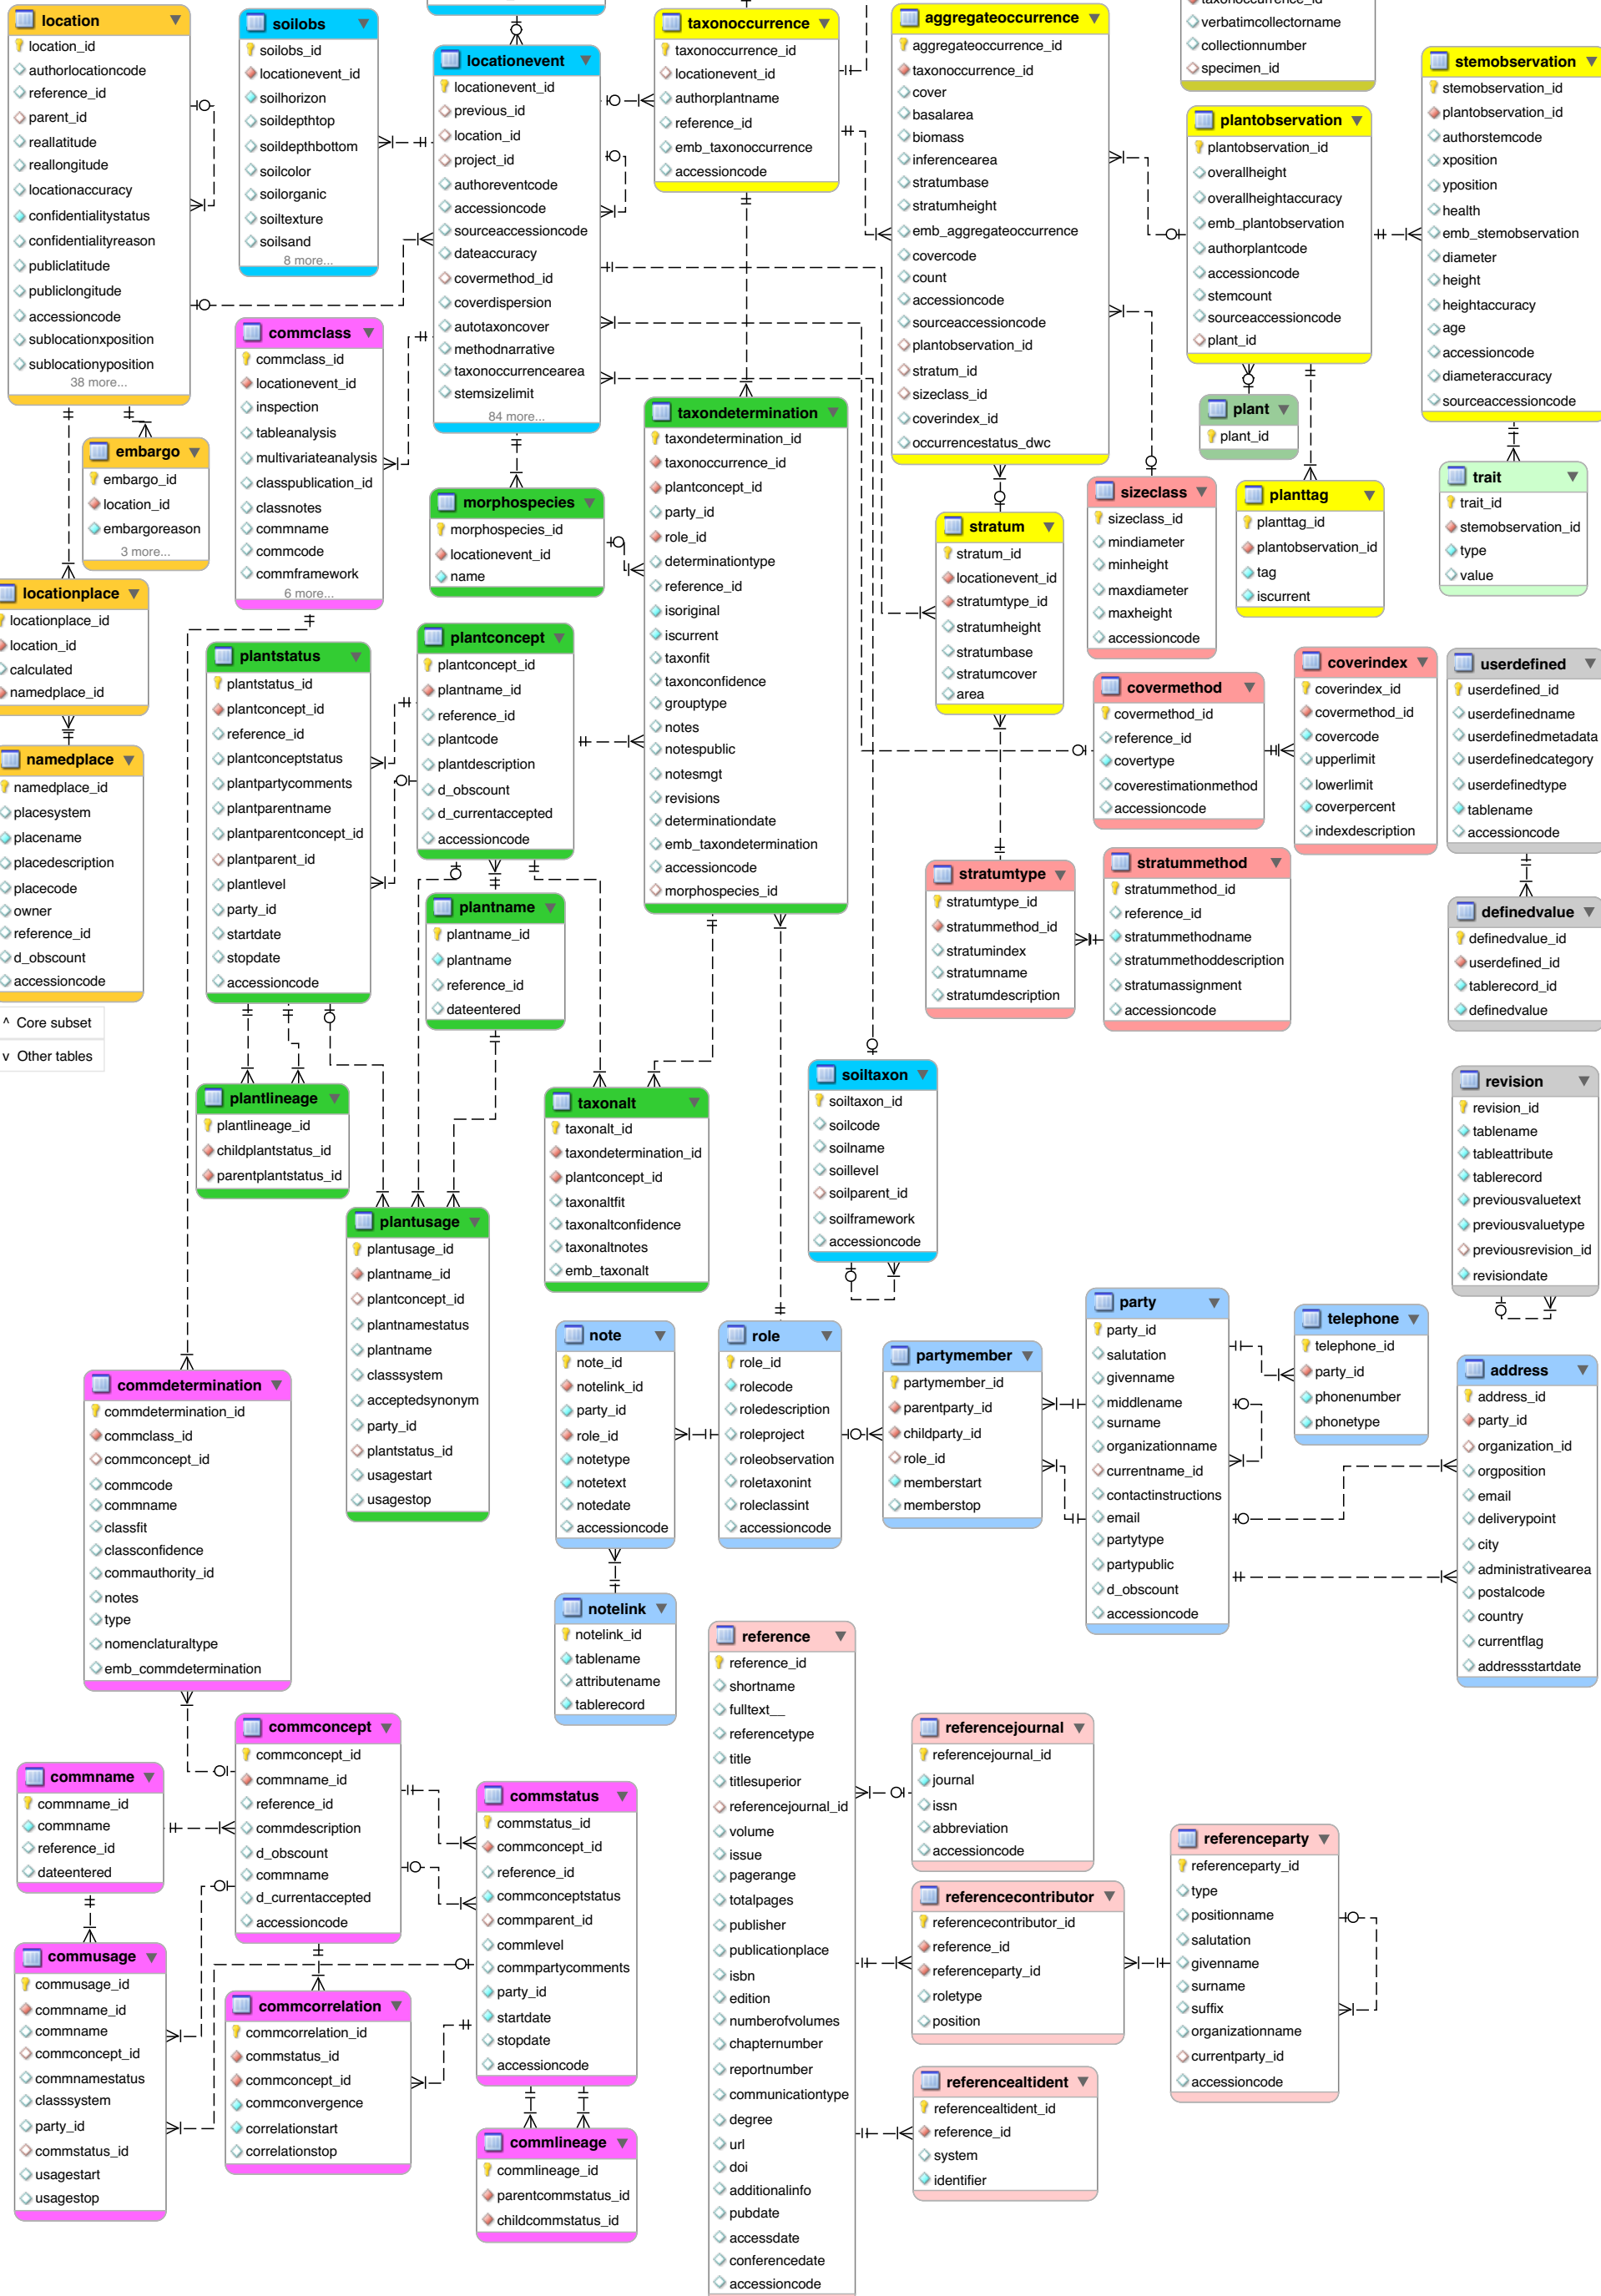 location
location_id
authorlocationcode
reference_id
parent_id
reallatitude
reallongitude
locationaccuracy
confidentialitystatus
confidentialityreason
publiclatitude
publiclongitude
accessioncode
sublocationxposition
sublocationyposition
38 more...
soilobs
soilobs_id
locationevent_id
soilhorizon
soildepthtop
soildepthbottom
soilcolor
soilorganic
soiltexture
soilsand
8 more...
locationevent
locationevent_id
previous_id
location_id
project_id
authoreventcode
accessioncode
sourceaccessioncode
dateaccuracy
covermethod_id
coverdispersion
autotaxoncover
methodnarrative
taxonoccurrencearea
stemsizelimit
84 more...
taxonoccurrence
taxonoccurrence_id
locationevent_id
authorplantname
reference_id
emb_taxonoccurrence
accessioncode
aggregateoccurrence
aggregateoccurrence_id
taxonoccurrence_id
cover
basalarea
biomass
inferencearea
stratumbase
stratumheight
emb_aggregateoccurrence
covercode
count
accessioncode
sourceaccessioncode
plantobservation_id
stratum_id
sizeclass_id
coverindex_id
occurrencestatus_dwc
taxonoccurrence_id
verbatimcollectorname
collectionnumber
specimen_id
plantobservation
plantobservation_id
overallheight
overallheightaccuracy
emb_plantobservation
authorplantcode
accessioncode
stemcount
sourceaccessioncode
plant_id
stemobservation
stemobservation_id
plantobservation_id
authorstemcode
xposition
yposition
health
emb_stemobservation
diameter
height
heightaccuracy
age
accessioncode
diameteraccuracy
sourceaccessioncode
commclass
commclass_id
locationevent_id
inspection
tableanalysis
multivariateanalysis
classpublication_id
classnotes
commname
commcode
commframework
6 more...
embargo
embargo_id
location_id
embargoreason
3 more...
morphospecies
morphospecies_id
locationevent_id
name
taxondetermination
taxondetermination_id
taxonoccurrence_id
plantconcept_id
party_id
role_id
determinationtype
reference_id
isoriginal
iscurrent
taxonfit
taxonconfidence
grouptype
notes
notespublic
notesmgt
revisions
determinationdate
emb_taxondetermination
accessioncode
morphospecies_id
plant
plant_id
sizeclass
sizeclass_id
mindiameter
minheight
maxdiameter
maxheight
accessioncode
planttag
planttag_id
plantobservation_id
tag
iscurrent
trait
trait_id
stemobservation_id
type
value
stratum
stratum_id
locationevent_id
stratumtype_id
stratumheight
stratumbase
stratumcover
area
locationplace
locationplace_id
location_id
calculated
namedplace_id
namedplace
namedplace_id
placesystem
placename
placedescription
placecode
owner
reference_id
d_obscount
accessioncode
^ Core subset
v Other tables
plantstatus
plantstatus_id
plantconcept_id
reference_id
plantconceptstatus
plantpartycomments
plantparentname
plantparentconcept_id
plantparent_id
plantlevel
party_id
startdate
stopdate
accessioncode
plantconcept
plantconcept_id
plantname_id
reference_id
plantcode
plantdescription
d_obscount
d_currentaccepted
accessioncode
plantname
plantname_id
plantname
reference_id
dateentered
covermethod
covermethod_id
reference_id
covertype
coverestimationmethod
accessioncode
coverindex
coverindex_id
covermethod_id
covercode
upperlimit
lowerlimit
coverpercent
indexdescription
userdefined
userdefined_id
userdefinedname
userdefinedmetadata
userdefinedcategory
userdefinedtype
tablename
accessioncode
stratumtype
stratumtype_id
stratummethod_id
stratumindex
stratumname
stratumdescription
stratummethod
stratummethod_id
reference_id
stratummethodname
stratummethoddescription
stratumassignment
accessioncode
definedvalue
definedvalue_id
userdefined_id
tablerecord_id
definedvalue
plantlineage
plantlineage_id
childplantstatus_id
parentplantstatus_id
taxonalt
taxonalt_id
taxondetermination_id
plantconcept_id
taxonaltfit
taxonaltconfidence
taxonaltnotes
emb_taxonalt
soiltaxon
soiltaxon_id
soilcode
soilname
soillevel
soilparent_id
soilframework
accessioncode
revision
revision_id
tablename
tableattribute
tablerecord
previousvaluetext
previousvaluetype
previousrevision_id
revisiondate
plantusage
plantusage_id
plantname_id
plantconcept_id
plantnamestatus
plantname
classsystem
acceptedsynonym
party_id
plantstatus_id
usagestart
usagestop
note
note_id
notelink_id
party_id
role_id
notetype
notetext
notedate
accessioncode
role
role_id
rolecode
roledescription
roleproject
roleobservation
roletaxonint
roleclassint
accessioncode
partymember
partymember_id
parentparty_id
childparty_id
role_id
memberstart
memberstop
party
party_id
salutation
givenname
middlename
surname
organizationname
currentname_id
contactinstructions
email
partytype
partypublic
d_obscount
accessioncode
telephone
telephone_id
party_id
phonenumber
phonetype
address
address_id
party_id
organization_id
orgposition
email
deliverypoint
city
administrativearea
postalcode
country
currentflag
addressstartdate
commdetermination
commdetermination_id
commclass_id
commconcept_id
commcode
commname
classfit
classconfidence
commauthority_id
notes
type
nomenclaturaltype
emb_commdetermination
notelink
notelink_id
tablename
attributename
tablerecord
reference
reference_id
shortname
fulltext__
referencetype
title
titlesuperior
referencejournal_id
volume
issue
pagerange
totalpages
publisher
publicationplace
isbn
edition
numberofvolumes
chapternumber
reportnumber
communicationtype
degree
url
doi
additionalinfo
pubdate
accessdate
conferencedate
accessioncode
referencejournal
referencejournal_id
journal
issn
abbreviation
accessioncode
referencecontributor
referencecontributor_id
reference_id
referenceparty_id
roletype
position
referenceparty
referenceparty_id
type
positionname
salutation
givenname
surname
suffix
organizationname
currentparty_id
accessioncode
referencealtident
referencealtident_id
reference_id
system
identifier
commconcept
commconcept_id
commname_id
reference_id
commdescription
d_obscount
commname
d_currentaccepted
accessioncode
commname
commname_id
commname
reference_id
dateentered
commstatus
commstatus_id
commconcept_id
reference_id
commconceptstatus
commparent_id
commlevel
commpartycomments
party_id
startdate
stopdate
accessioncode
commusage
commusage_id
commname_id
commname
commconcept_id
commnamestatus
classsystem
party_id
commstatus_id
usagestart
usagestop
commcorrelation
commcorrelation_id
commstatus_id
commconcept_id
commconvergence
correlationstart
correlationstop
commlineage
commlineage_id
parentcommstatus_id
childcommstatus_id